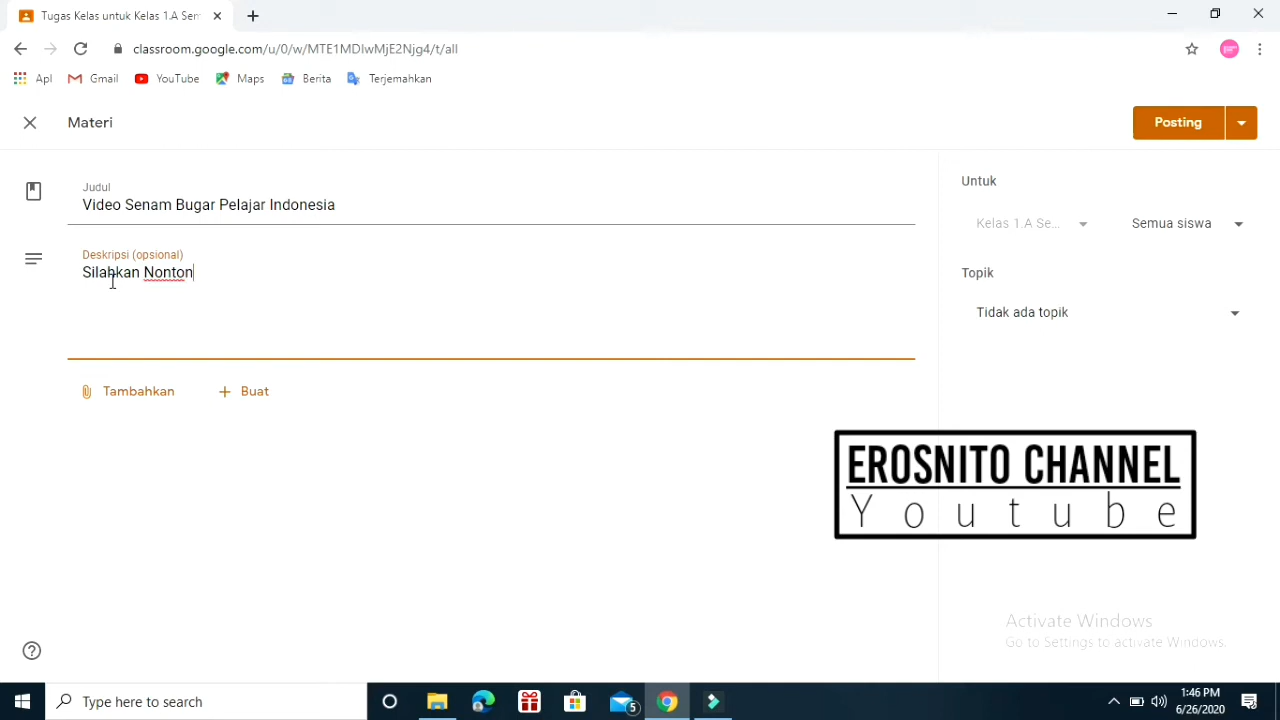 Tugas Kelas untuk Kelas 1.A Sem
classroom.google.com/u/0/w/MTE1MDIwMjE2Njg4/t/all
Apl Gmail YouTube Maps Berita Terjemahkan
Materi
Posting
Judul
Video Senam Bugar Pelajar Indonesia
Deskripsi (opsional)
Silahkan Nonton
Tambahkan
Buat
Untuk
Kelas 1.A Se...
Semua siswa
Topik
Tidak ada topik
EROSNITO CHANNEL
Youtube
Activate Windows
Go to Settings to activate Windows.
Type here to search
5
1:46 PM
6/26/2020